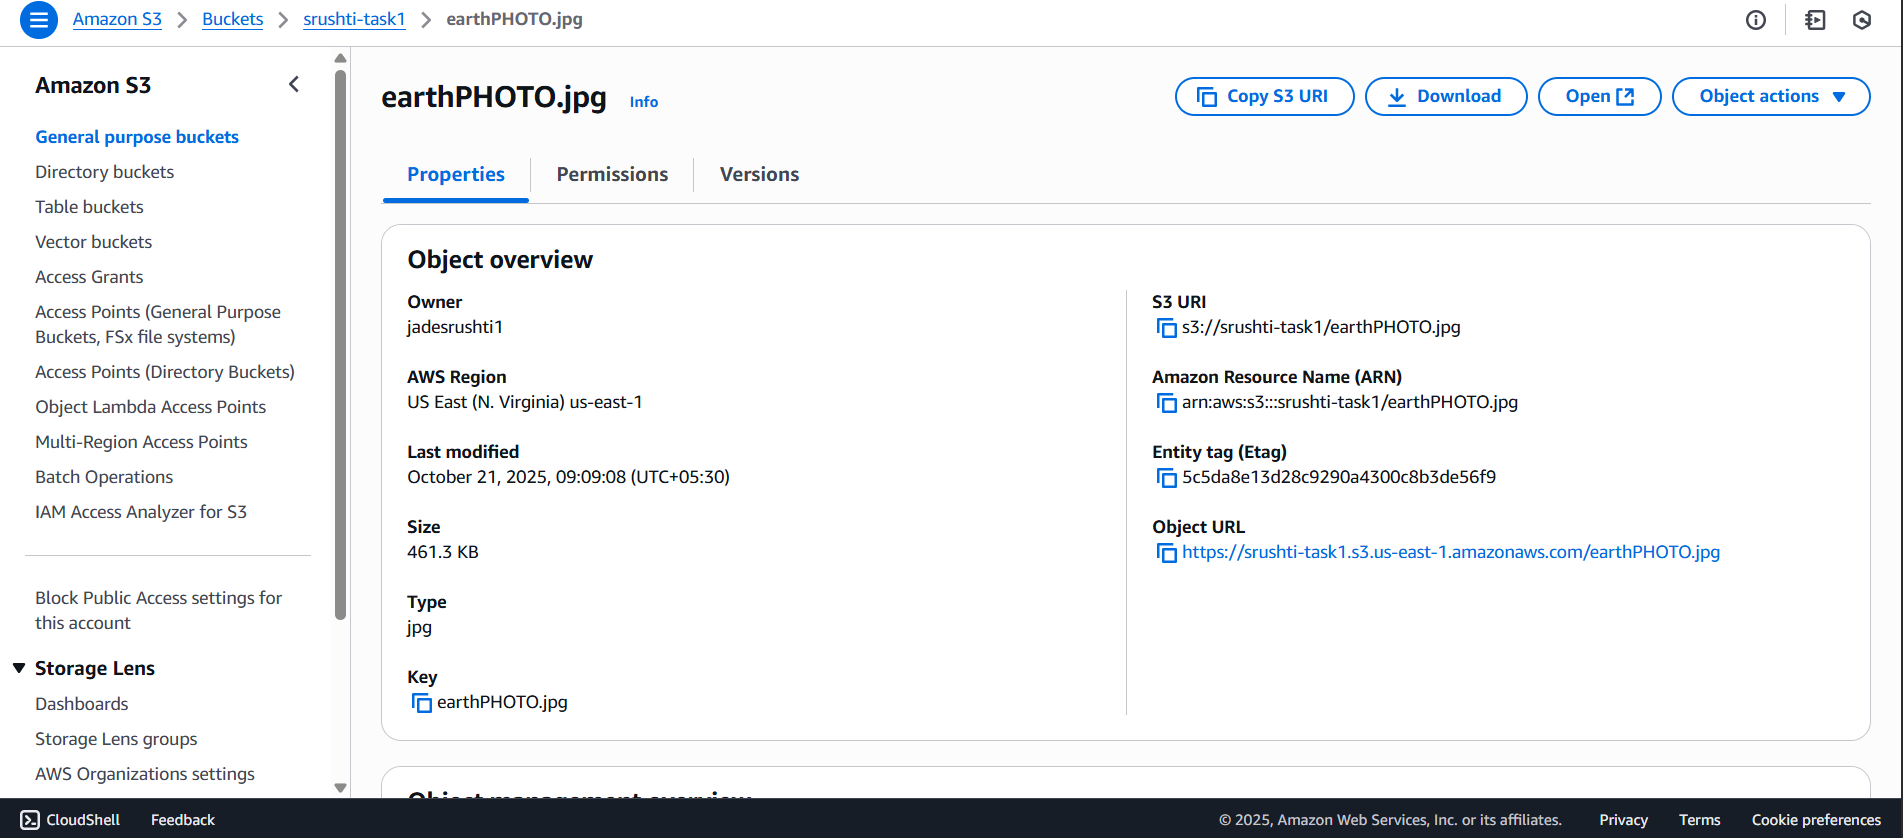 Amazon S3 > Buckets > srushti-task1 > earthPHOTO.jpg
Amazon S3
General purpose buckets
Directory buckets
Table buckets
Vector buckets
Access Grants
Access Points (General Purpose
Buckets, FSx file systems)
Access Points (Directory Buckets)
Object Lambda Access Points
Multi-Region Access Points
Batch Operations
IAM Access Analyzer for S3
Block Public Access settings for
this account
Storage Lens
Dashboards
Storage Lens groups
AWS Organizations settings
earthPHOTO.jpg Info
Copy S3 URI Download Open Object actions
Properties Permissions Versions
Object overview
Owner
jadesrushti1
AWS Region
US East (N. Virginia) us-east-1
Last modified
October 21, 2025, 09:09:08 (UTC+05:30)
Size
461.3 KB
Type
jpg
Key
earthPHOTO.jpg
S3 URI
s3://srushti-task1/earthPHOTO.jpg
Amazon Resource Name (ARN)
arn:aws:s3:::srushti-task1/earthPHOTO.jpg
Entity tag (Etag)
5c5da8e13d28c9290a4300c8b3de56f9
Object URL
https://srushti-task1.s3.us-east-1.amazonaws.com/earthPHOTO.jpg
Object management overview
CloudShell Feedback © 2025, Amazon Web Services, Inc. or its affiliates. Privacy Terms Cookie preferences